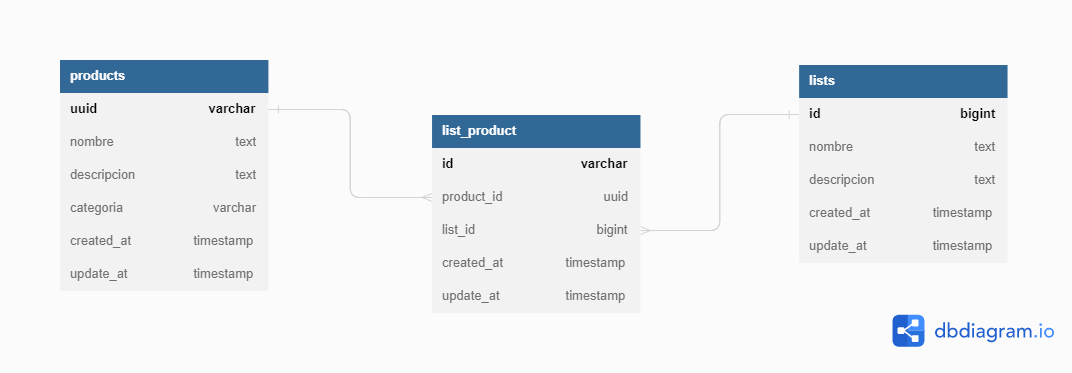 products
uuid varchar
nombre text
descripcion text
categoria varchar
created_at timestamp
update_at timestamp
list_product
id varchar
product_id uuid
list_id bigint
created_at timestamp
update_at timestamp
lists
id bigint
nombre text
descripcion text
created_at timestamp
update_at timestamp
dbdiagram.io